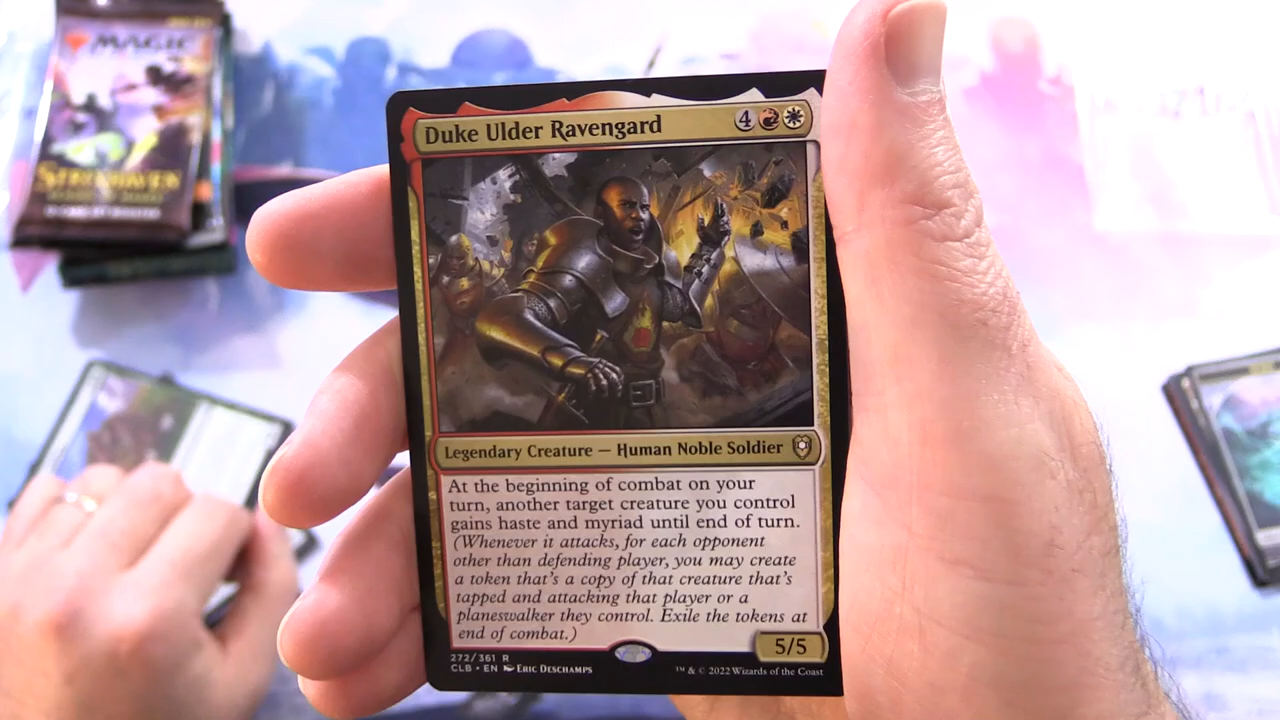 MAGIC
STRIXHAVEN
Duke Ulder Ravengard
4
Legendary Creature — Human Noble Soldier
At the beginning of combat on your
turn, another target creature you control
gains haste and myriad until end of turn.
(Whenever it attacks, for each opponent
other than defending player, you may create
a token that's a copy of that creature that's
tapped and attacking that player or a
planeswalker they control. Exile the tokens at
end of combat.)
5/5
272/361 R
CLB • EN Eric Deschamps
™ & © 2022 Wizards of the Coast